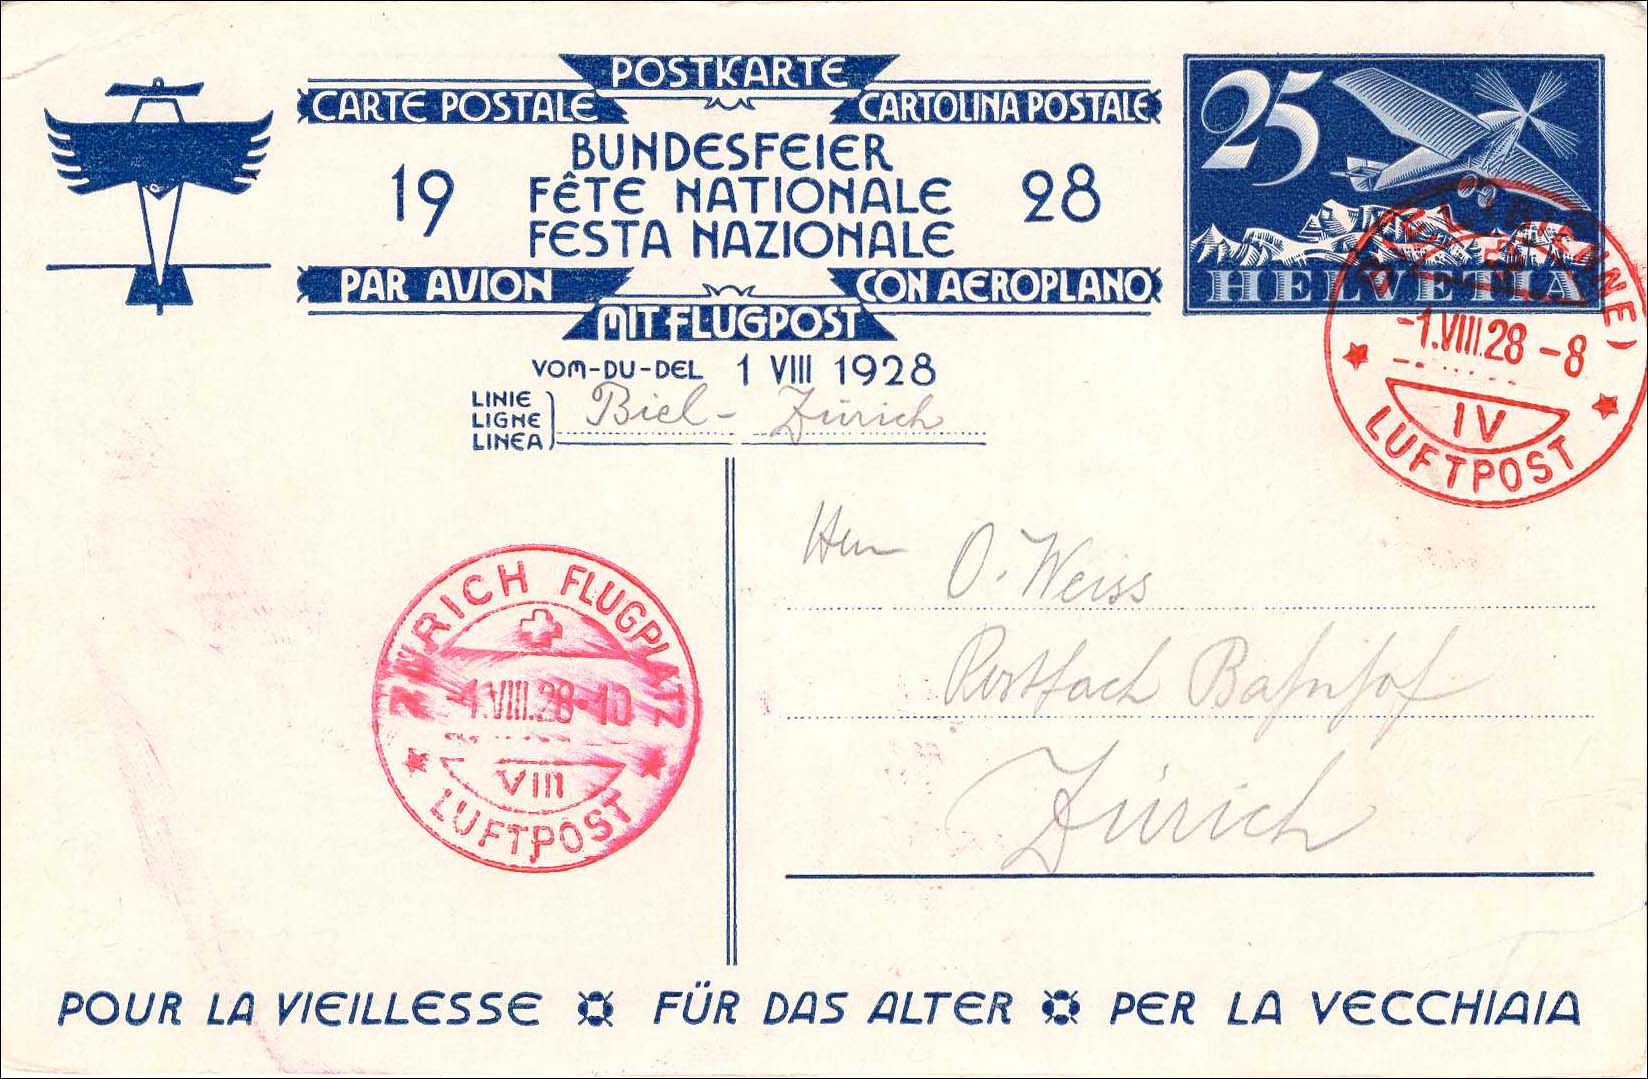 POSTKARTE
CARTE POSTALE CARTOLINA POSTALE
BUNDESFEIER
19 FÊTE NATIONALE 28
FESTA NAZIONALE
PAR AVION CON AEROPLANO
MIT FLUGPOST
VOM-DU-DEL 1 VIII 1928
LINIE
LIGNE
LINEA
Biel - Zürich
25
HELVETIA
BIEL (BIENNE)
-1.VIII.28 -8
IV
LUFTPOST
Herrn O. Weiss
Postfach Bahnhof
Zürich
ZÜRICH FLUGPLATZ
-1.VIII.28-10
VIII
LUFTPOST
POUR LA VIEILLESSE FÜR DAS ALTER PER LA VECCHIAIA